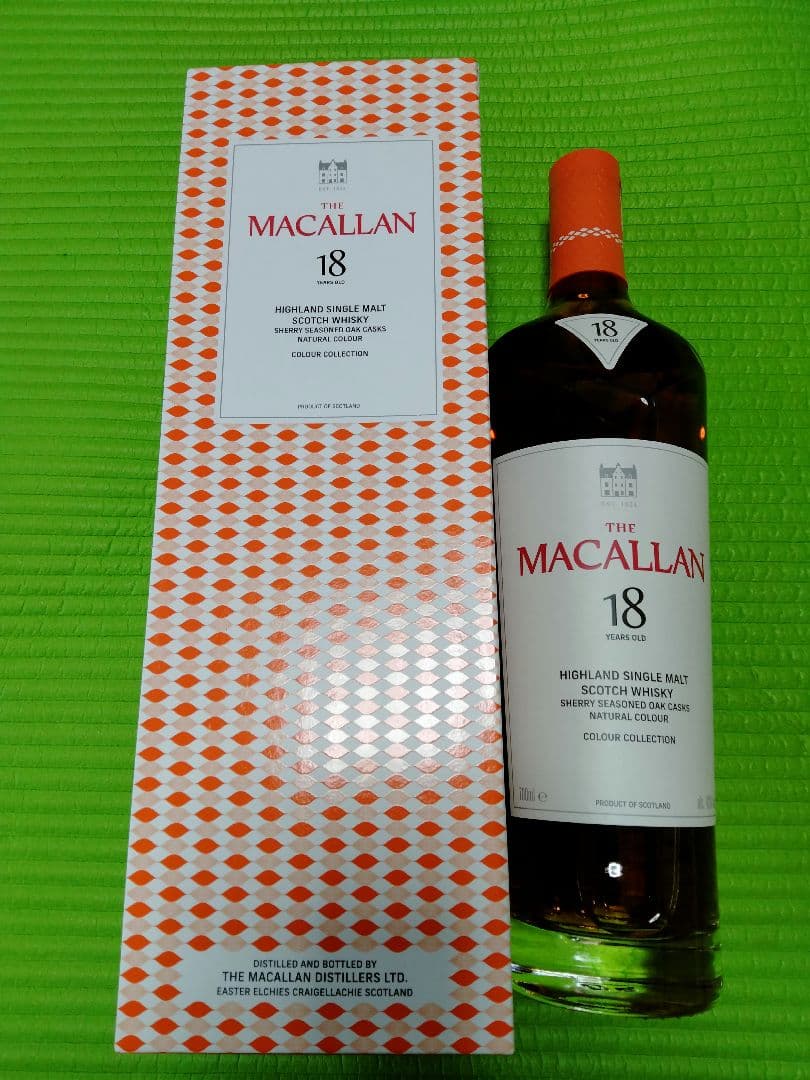 EST. 1824
THE
MACALLAN
18
YEARS OLD
HIGHLAND SINGLE MALT
SCOTCH WHISKY
SHERRY SEASONED OAK CASKS
NATURAL COLOUR
COLOUR COLLECTION
PRODUCT OF SCOTLAND
DISTILLED AND BOTTLED BY
THE MACALLAN DISTILLERS LTD.
EASTER ELCHIES CRAIGELLACHIE SCOTLAND
18
YEARS OLD
EST. 1824
THE
MACALLAN
18
YEARS OLD
HIGHLAND SINGLE MALT
SCOTCH WHISKY
SHERRY SEASONED OAK CASKS
NATURAL COLOUR
COLOUR COLLECTION
700ml ℮
PRODUCT OF SCOTLAND